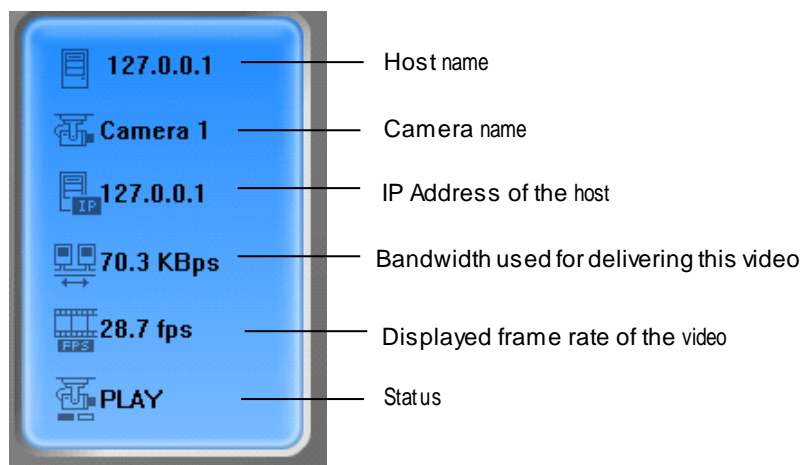 127.0.0.1 Host name
Camera 1 Camera name
IP 127.0.0.1 IP Address of the host
70.3 KBps Bandwidth used for delivering this video
28.7 fps Displayed frame rate of the video
FPS
PLAY Status